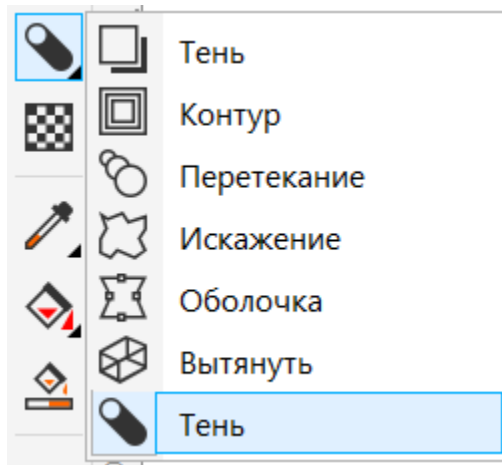 Тень
Контур
Перетекание
Искажение
Оболочка
Вытянуть
Тень